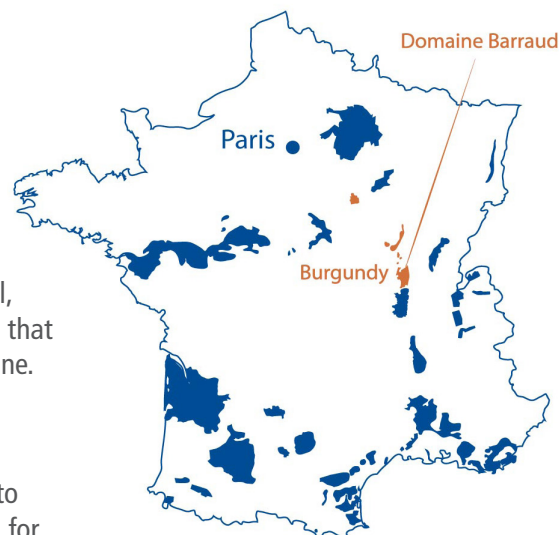 Domaine Barraud
Paris
Burgundy
l,
that
ne.
to
for